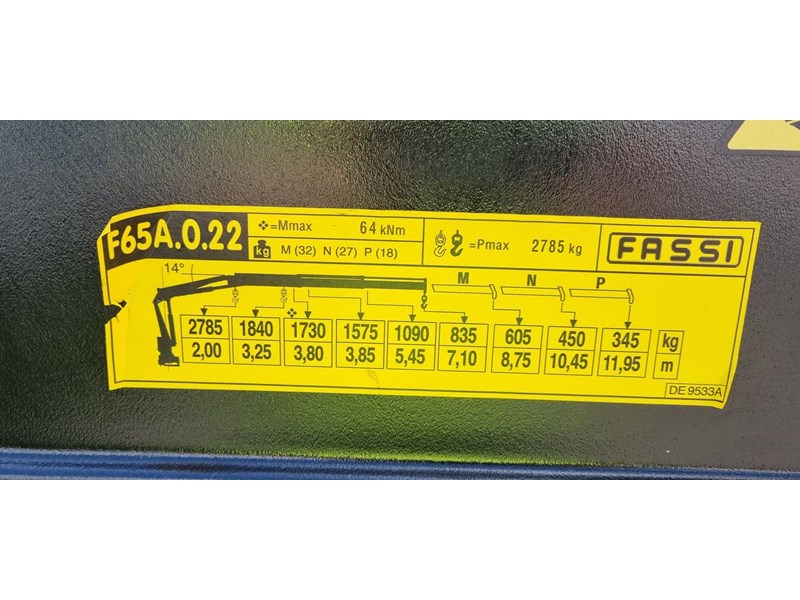 F65A.0.22
❖=Mmax 64 kNm
kg M (32) N (27) P (18)
=Pmax 2785 kg
FASSI
14°
M N P
❖
2785 1840 1730 1575 1090 835 605 450 345 kg
2,00 3,25 3,80 3,85 5,45 7,10 8,75 10,45 11,95 m
DE 9533A